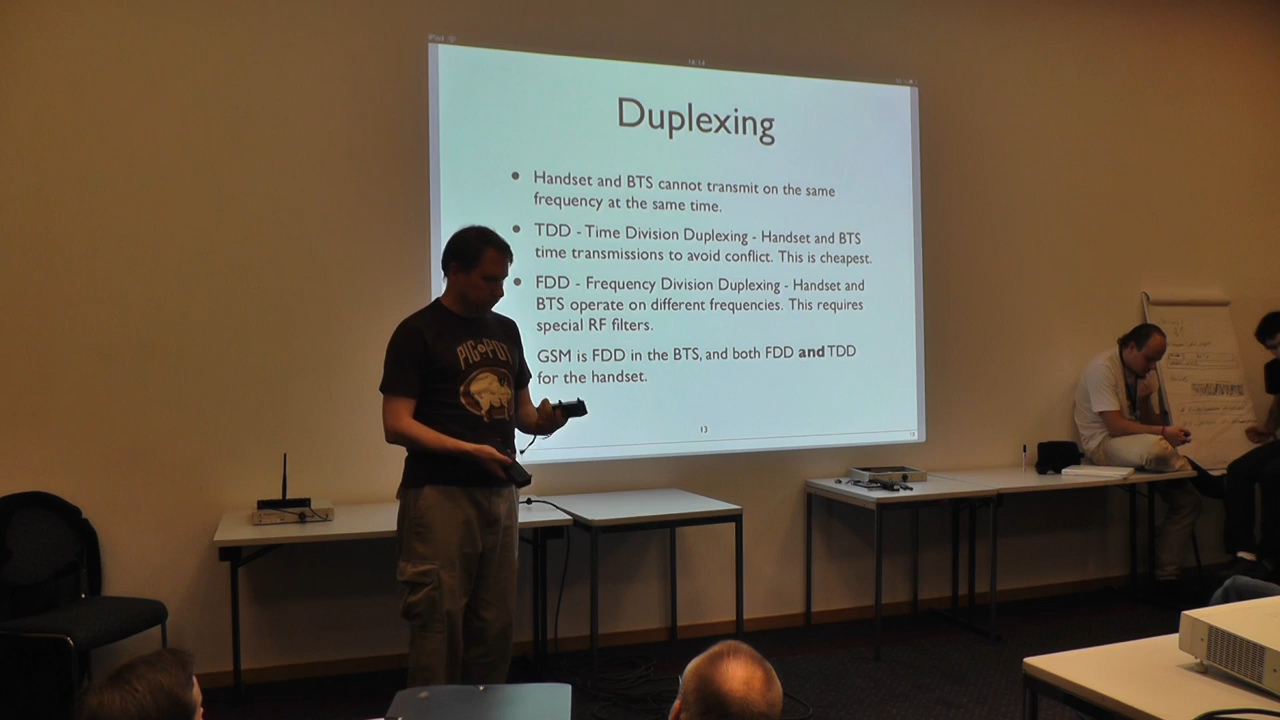 iPad
16:14
Duplexing
• Handset and BTS cannot transmit on the same
frequency at the same time.
• TDD - Time Division Duplexing - Handset and BTS
time transmissions to avoid conflict. This is cheapest.
• FDD - Frequency Division Duplexing - Handset and
BTS operate on different frequencies. This requires
special RF filters.
GSM is FDD in the BTS, and both FDD and TDD
for the handset.
13
PIG